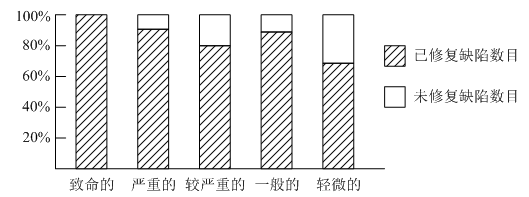 100%
80%
60%
40%
20%
致命的 严重的 较严重的 一般的 轻微的
已修复缺陷数目
未修复缺陷数目